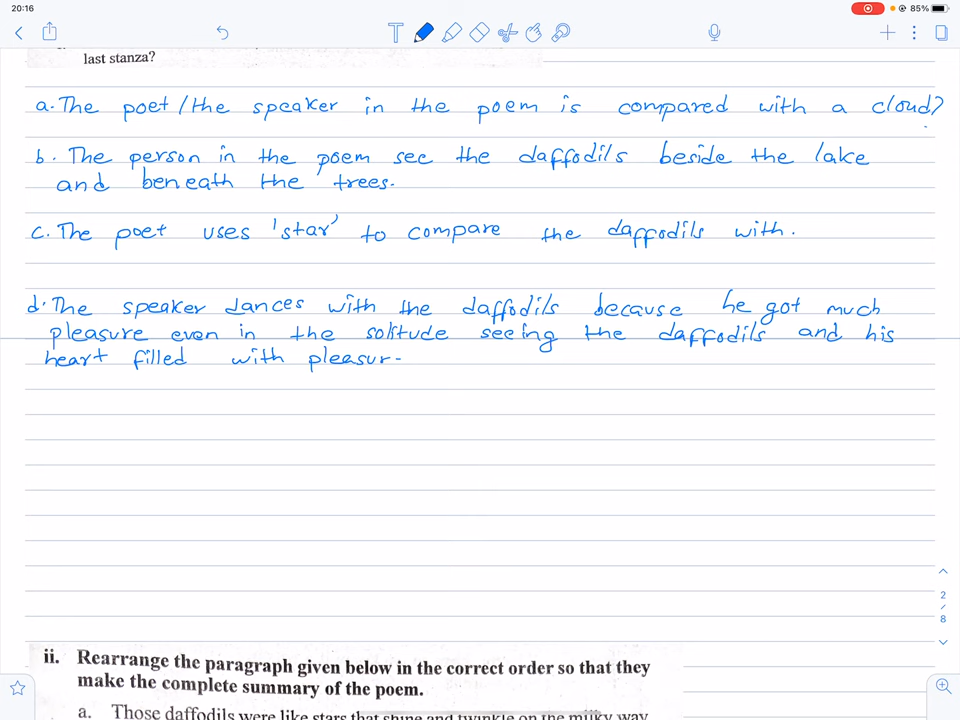 20:16
85%
last stanza?
a. The poet / the speaker in the poem is compared with a cloud?
b. The person in the poem see the daffodils beside the lake
and beneath the trees.
c. The poet uses 'star' to compare the daffodils with.
d. The speaker dances with the daffodils because he got much
pleasure even in the solitude seeing the daffodils and his
heart filled with pleasur-
2
/
8
ii. Rearrange the paragraph given below in the correct order so that they
make the complete summary of the poem.
a. Those daffodils were like stars that shine and twinkle on the milky way